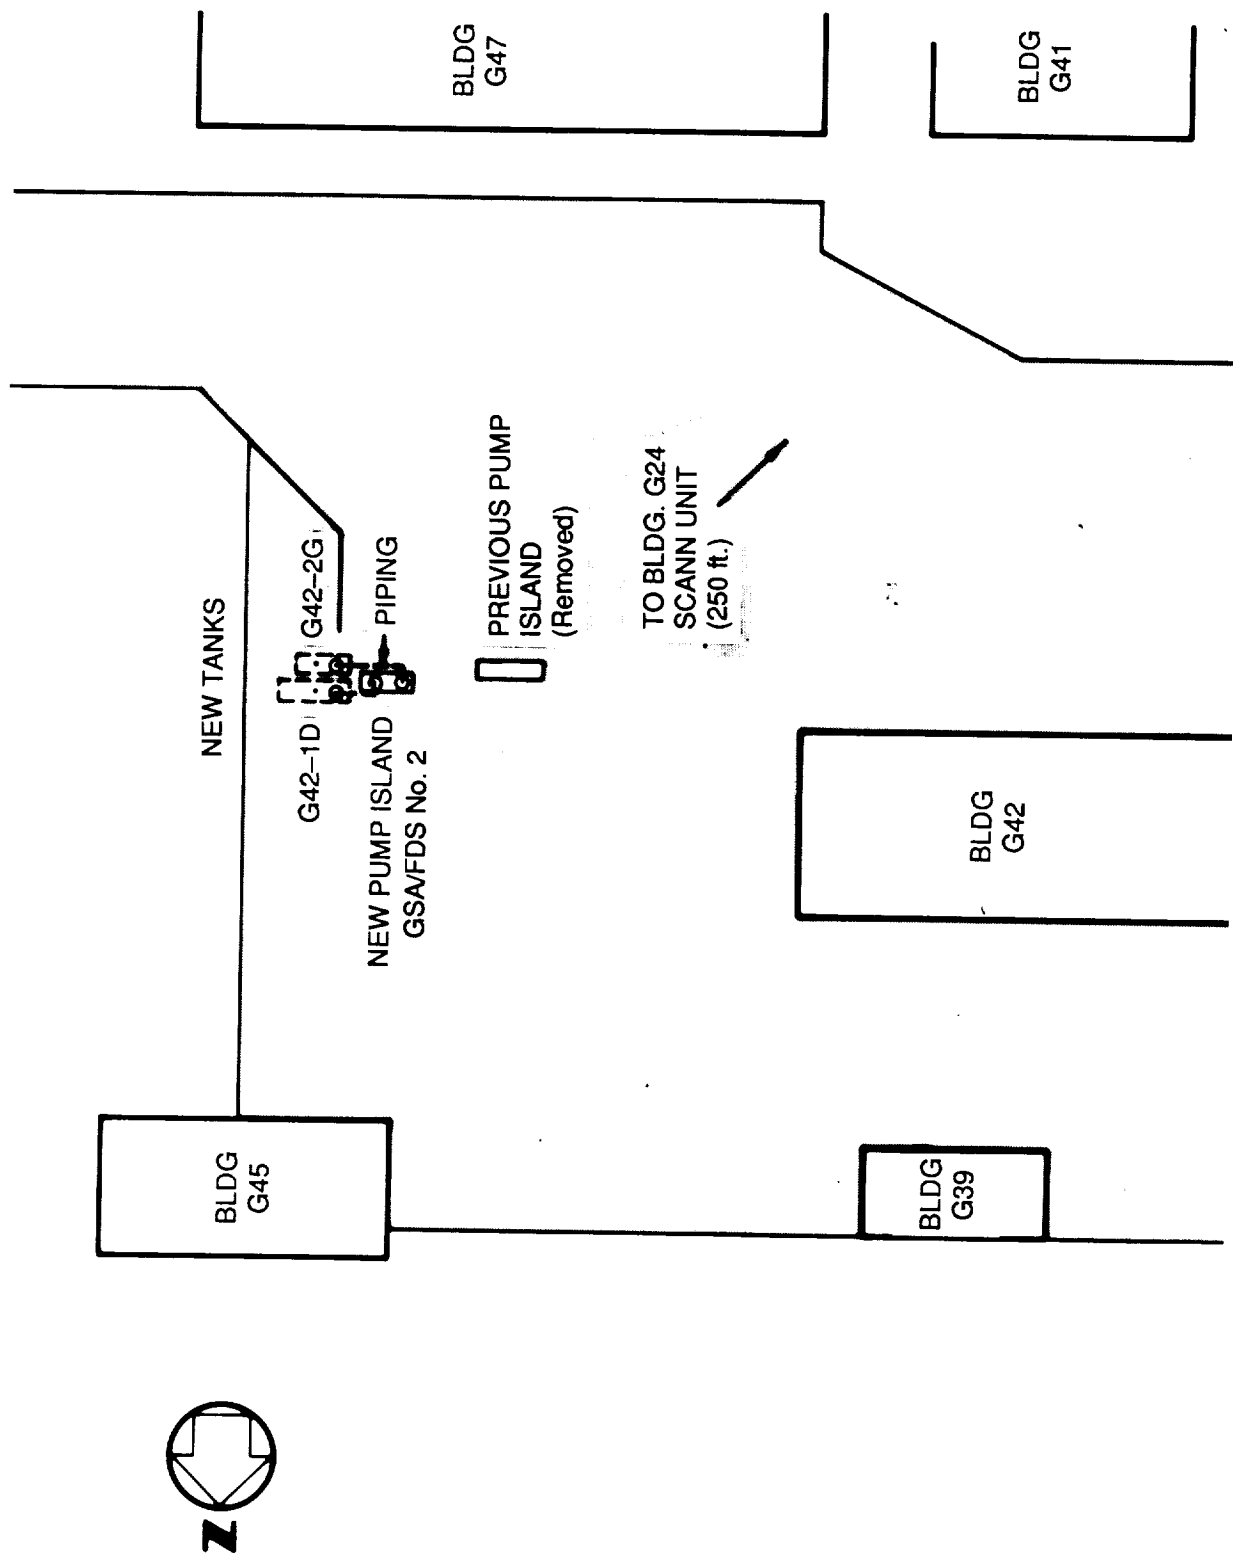 N
BLDG
G45
NEW TANKS
G42-1D
G42-2G
NEW PUMP ISLAND
GSA/FDS No. 2
PIPING
PREVIOUS PUMP
ISLAND
(Removed)
BLDG
G47
TO BLDG. G24
SCANN UNIT
(250 ft.)
BLDG
G39
BLDG
G42
BLDG
G41